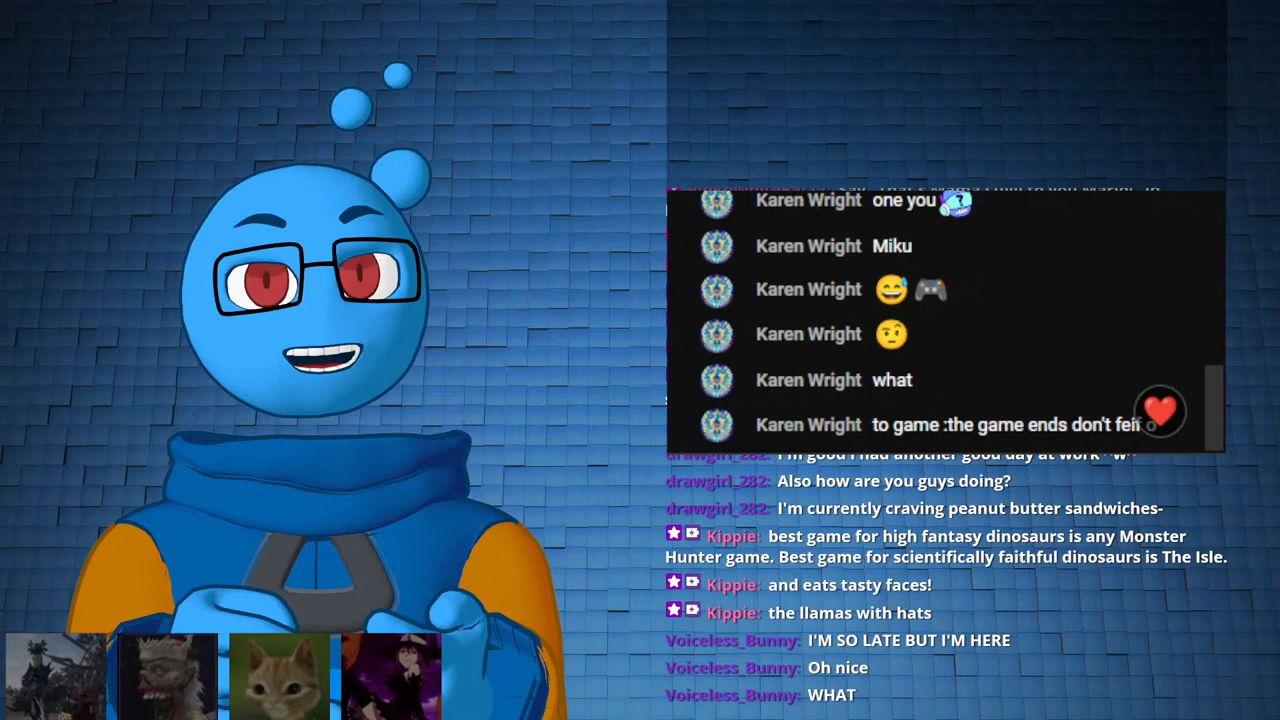 Karen Wright one you
Karen Wright Miku
Karen Wright 😅🎮
Karen Wright 🤨
Karen Wright what
Karen Wright to game :the game ends don't
drawgirl_282: I'm good I had another good day at work ^w^
drawgirl_282: Also how are you guys doing?
drawgirl_282: I'm currently craving peanut butter sandwiches-
Kippie: best game for high fantasy dinosaurs is any Monster
Hunter game. Best game for scientifically faithful dinosaurs is The Isle.
Kippie: and eats tasty faces!
Kippie: the llamas with hats
Voiceless_Bunny: I'M SO LATE BUT I'M HERE
Voiceless_Bunny: Oh nice
Voiceless_Bunny: WHAT